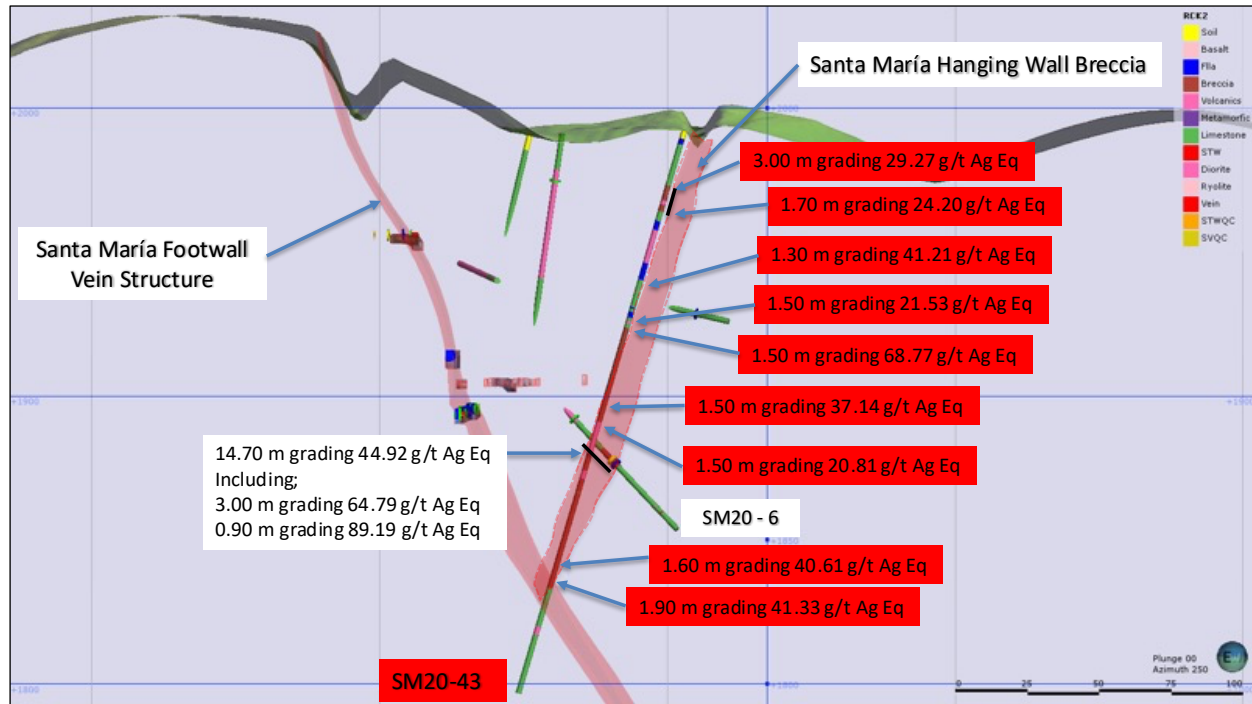 RCK2
Soil
Basalt
Flla
Breccia
Volcanics
Metamorfic
Limestone
STW
Diorite
Ryolite
Vein
STWQC
SVQC
Santa María Hanging Wall Breccia
+2000
+2000
3.00 m grading 29.27 g/t Ag Eq
1.70 m grading 24.20 g/t Ag Eq
Santa María Footwall
Vein Structure
1.30 m grading 41.21 g/t Ag Eq
1.50 m grading 21.53 g/t Ag Eq
1.50 m grading 68.77 g/t Ag Eq
+1900
1.50 m grading 37.14 g/t Ag Eq
14.70 m grading 44.92 g/t Ag Eq
Including;
3.00 m grading 64.79 g/t Ag Eq
0.90 m grading 89.19 g/t Ag Eq
1.50 m grading 20.81 g/t Ag Eq
SM20 - 6
+1850
1.60 m grading 40.61 g/t Ag Eq
1.90 m grading 41.33 g/t Ag Eq
SM20-43
+1800
+1800
Plunge 00
Azimuth 250
0 25 50 75 100